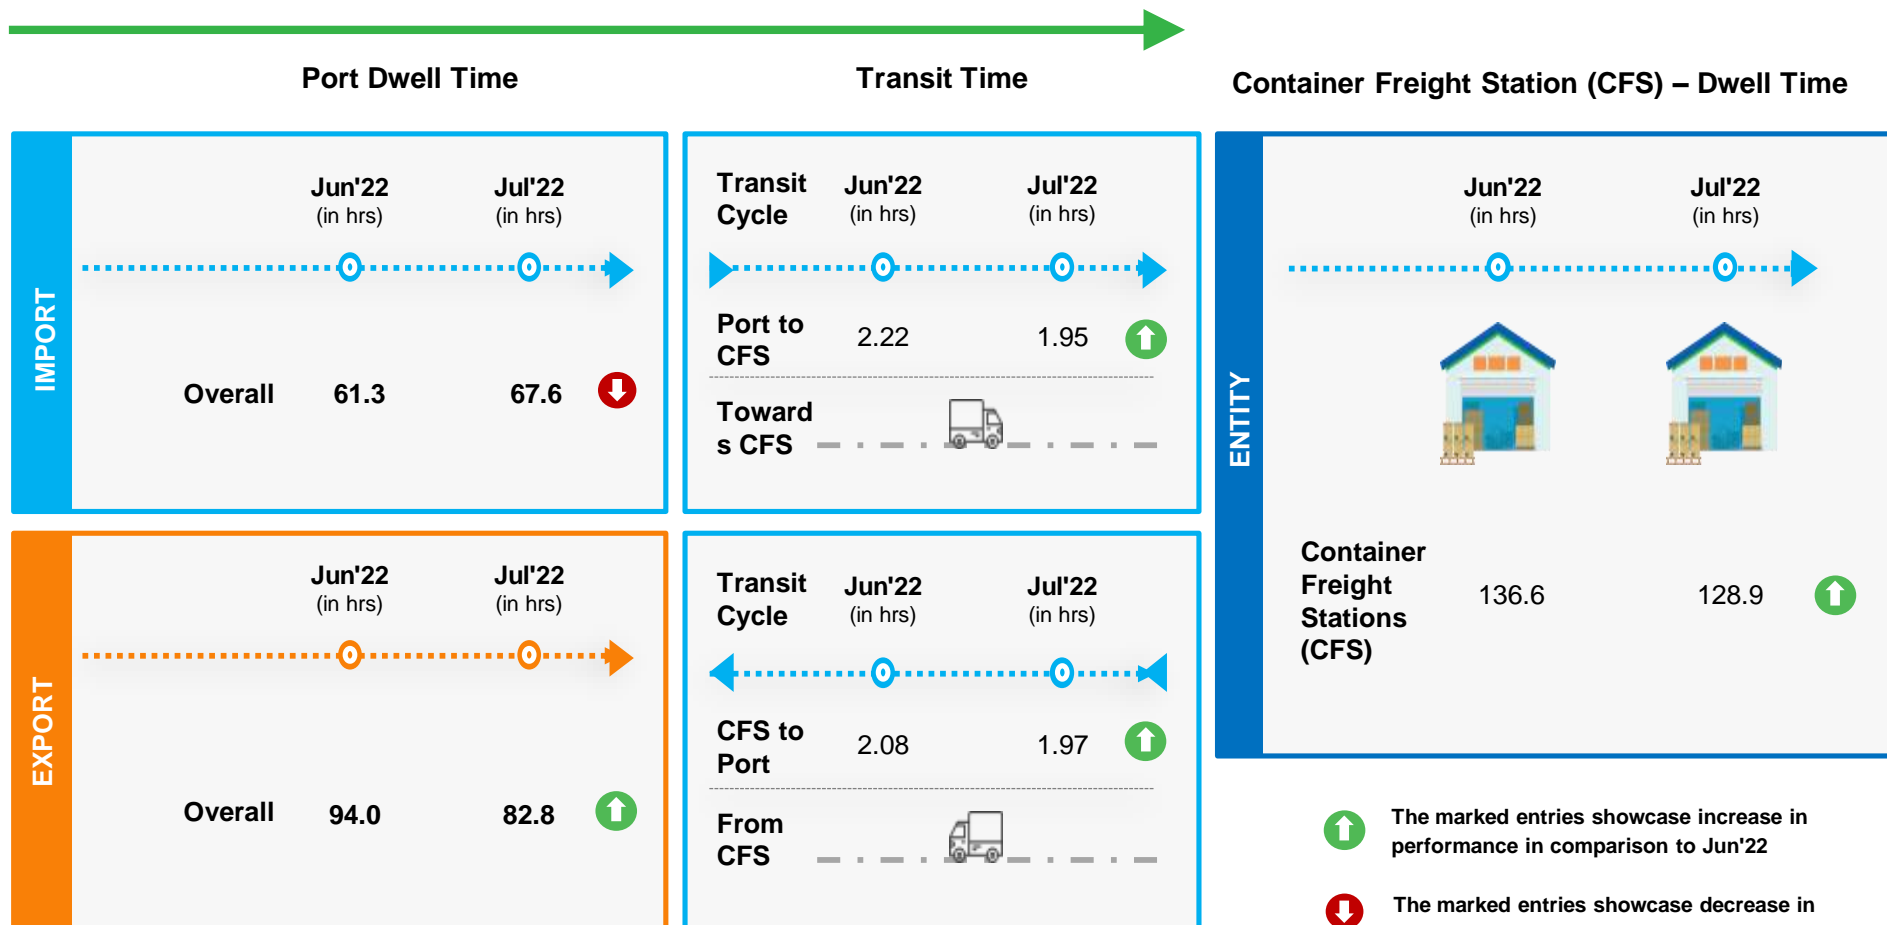 Port Dwell Time
Transit Time
Container Freight Station (CFS) – Dwell Time
IMPORT
Jun'22
(in hrs)
Jul'22
(in hrs)
Overall
61.3
67.6
Transit
Cycle
Jun'22
(in hrs)
Jul'22
(in hrs)
Port to
CFS
2.22
1.95
Toward
s CFS
EXPORT
Jun'22
(in hrs)
Jul'22
(in hrs)
Overall
94.0
82.8
Transit
Cycle
Jun'22
(in hrs)
Jul'22
(in hrs)
CFS to
Port
2.08
1.97
From
CFS
ENTITY
Jun'22
(in hrs)
Jul'22
(in hrs)
Container
Freight
Stations
(CFS)
136.6
128.9
The marked entries showcase increase in
performance in comparison to Jun'22
The marked entries showcase decrease in